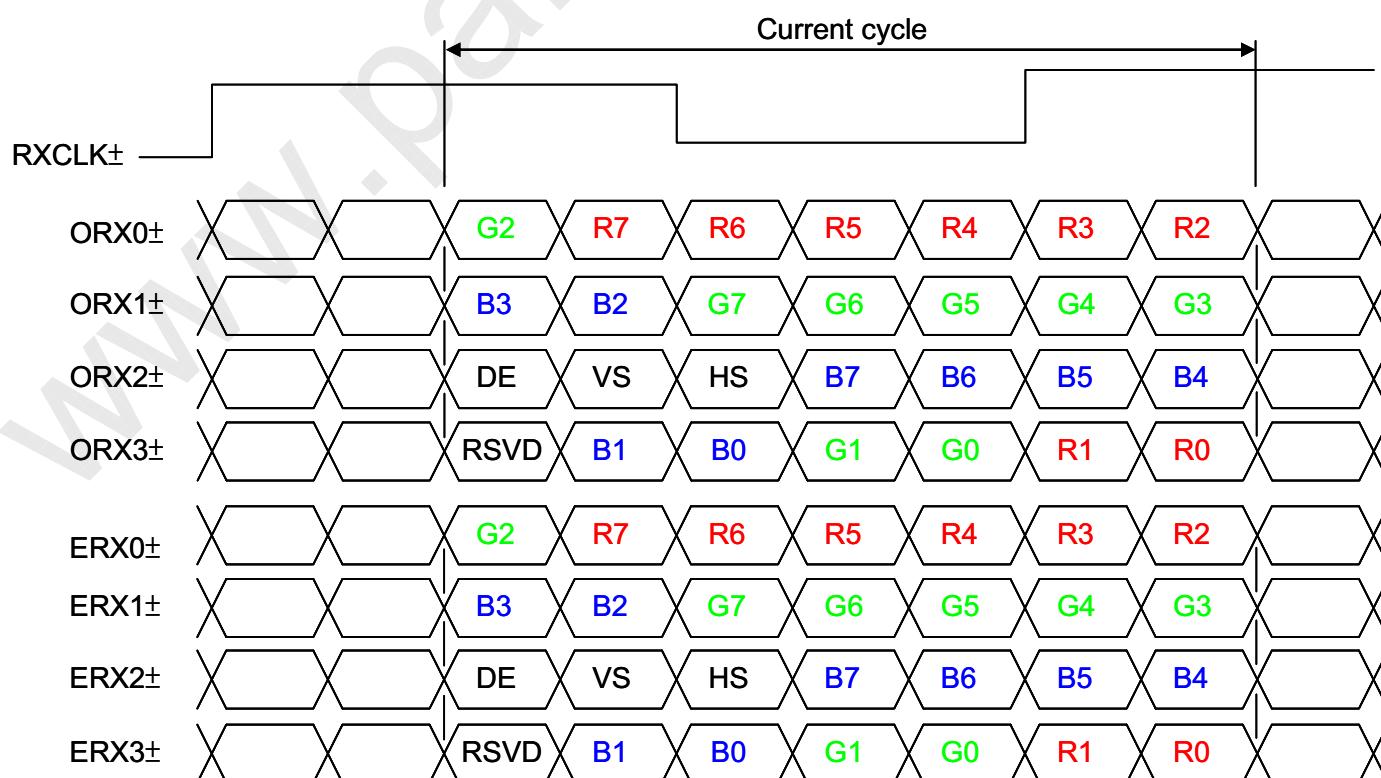 Current cycle
RXCLK±
ORX0± G2 R7 R6 R5 R4 R3 R2
ORX1± B3 B2 G7 G6 G5 G4 G3
ORX2± DE VS HS B7 B6 B5 B4
ORX3± RSVD B1 B0 G1 G0 R1 R0
ERX0± G2 R7 R6 R5 R4 R3 R2
ERX1± B3 B2 G7 G6 G5 G4 G3
ERX2± DE VS HS B7 B6 B5 B4
ERX3± RSVD B1 B0 G1 G0 R1 R0
www.pa